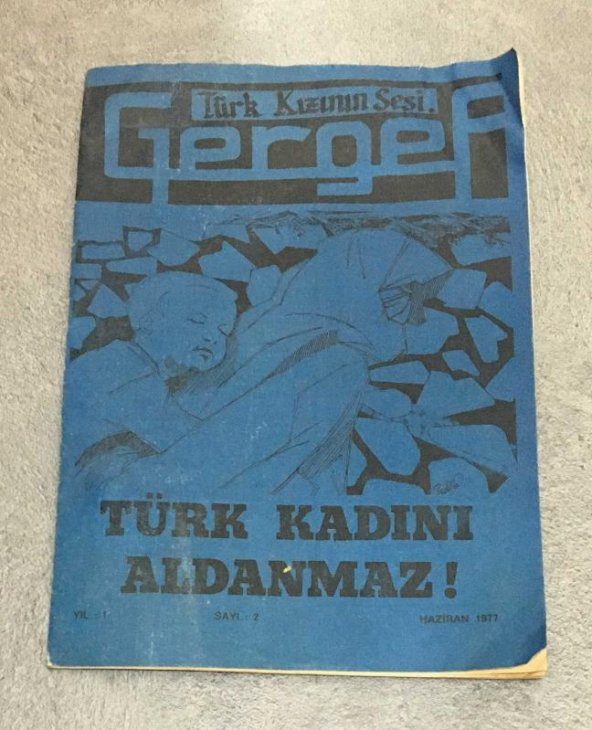 Türk Kızının Sesi.
Gergef
TÜRK KADINI
ALDANMAZ!
YIL : 1 SAYI : 2 HAZİRAN 1977